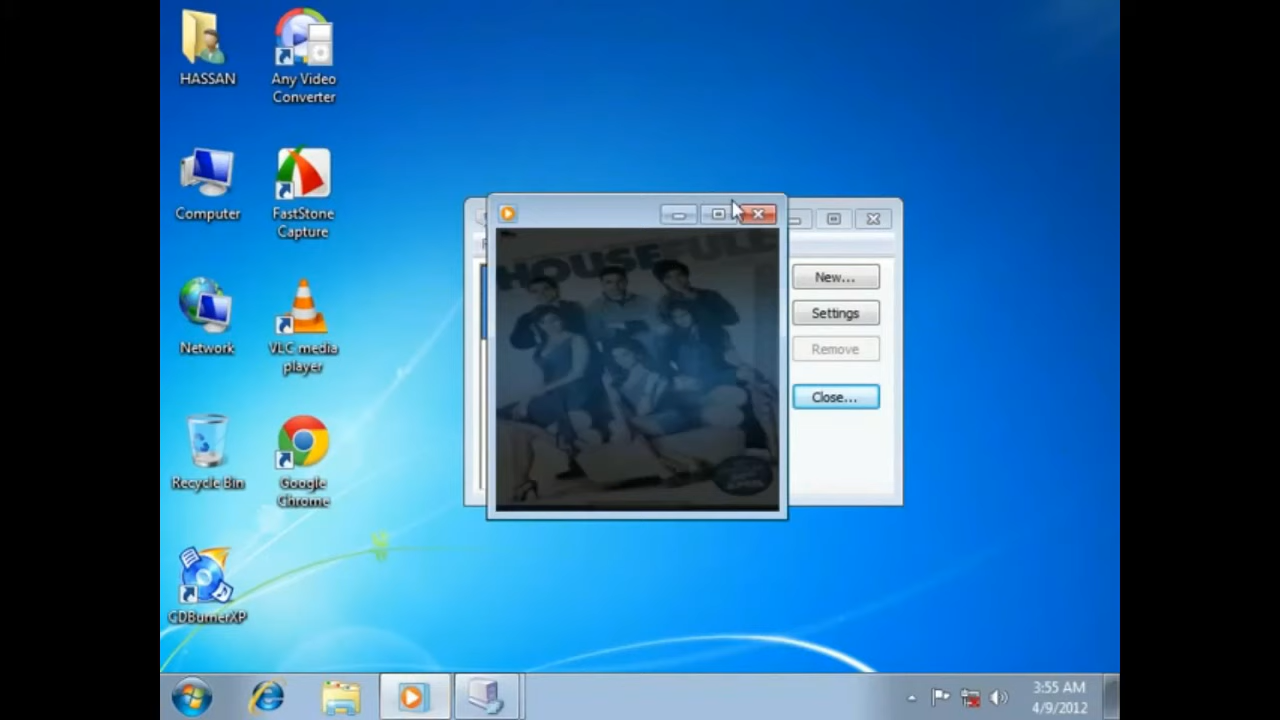 HASSAN
Any Video
Converter
Computer
FastStone
Capture
Network
VLC media
player
Recycle Bin
Google
Chrome
CDBurnerXP
HOUSEFULL
New...
Settings
Remove
Close...
3:55 AM
4/9/2012